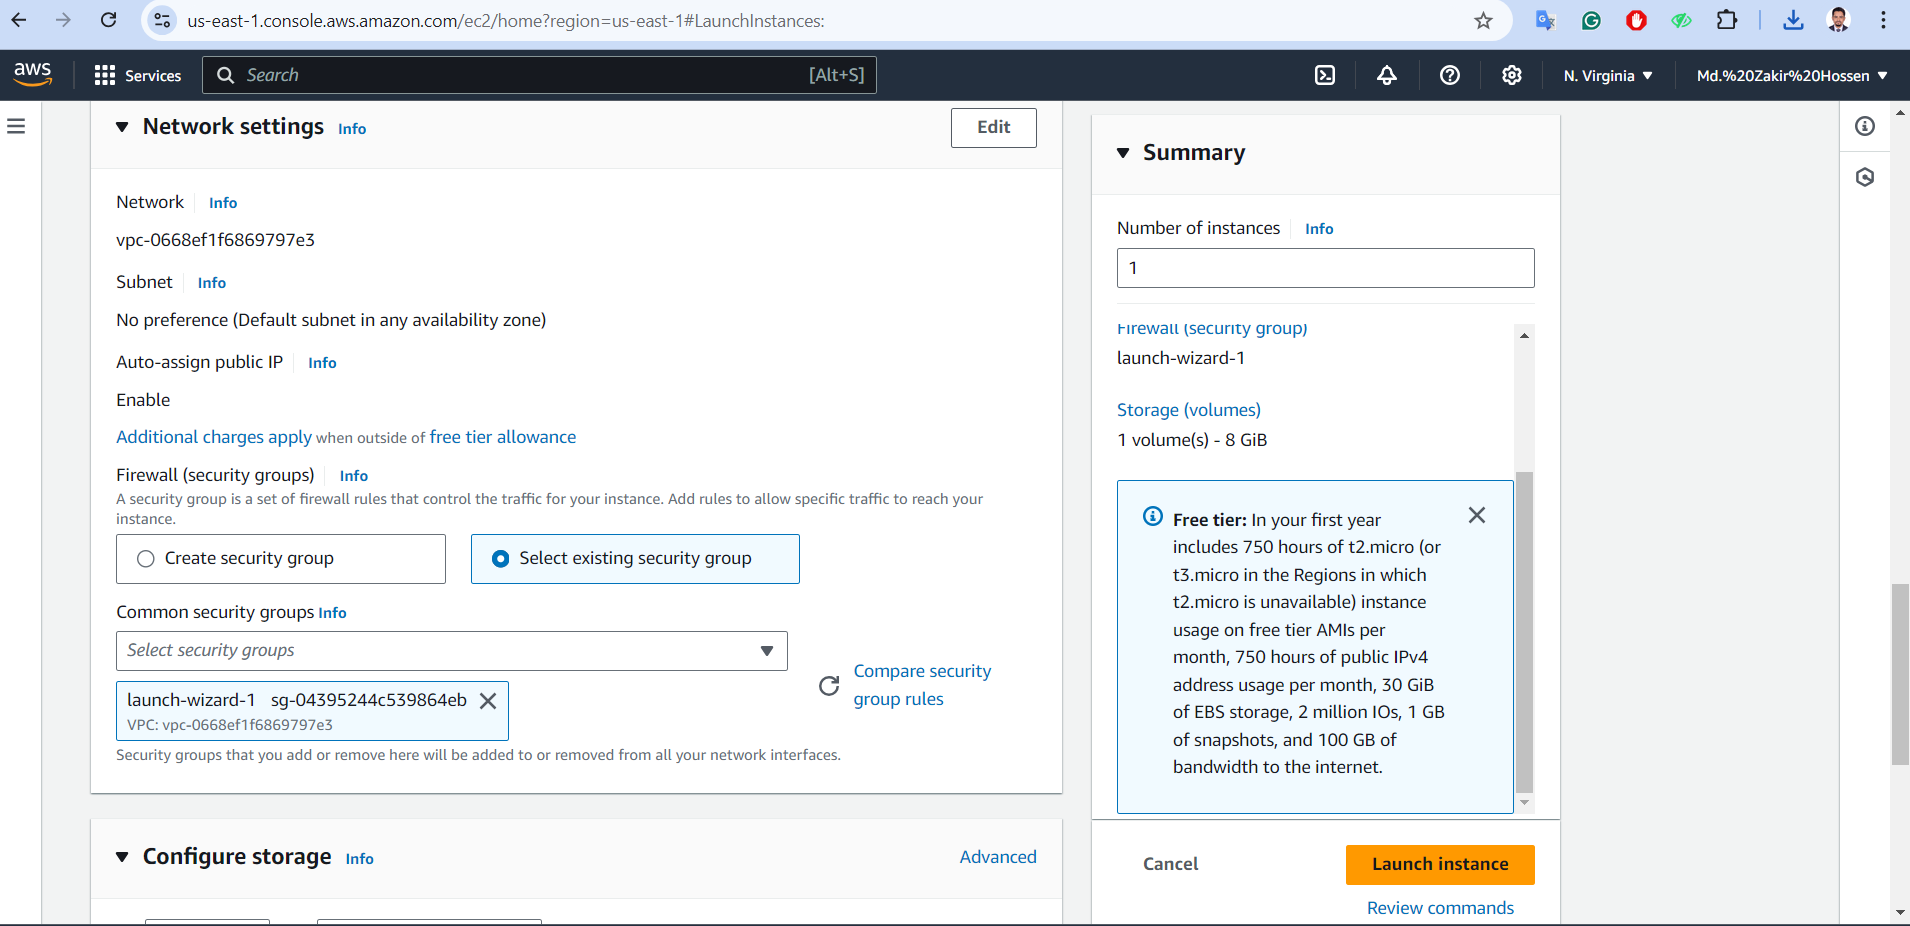 us-east-1.console.aws.amazon.com/ec2/home?region=us-east-1#LaunchInstances:
aws
Services
Search
[Alt+S]
N. Virginia
Md.%20Zakir%20Hossen
Network settings Info
Edit
Network Info
vpc-0668ef1f6869797e3
Subnet Info
No preference (Default subnet in any availability zone)
Auto-assign public IP Info
Enable
Additional charges apply when outside of free tier allowance
Firewall (security groups) Info
A security group is a set of firewall rules that control the traffic for your instance. Add rules to allow specific traffic to reach your
instance.
Create security group
Select existing security group
Common security groups Info
Select security groups
launch-wizard-1 sg-04395244c539864eb
VPC: vpc-0668ef1f6869797e3
Compare security
group rules
Security groups that you add or remove here will be added to or removed from all your network interfaces.
Configure storage Info
Advanced
Summary
Number of instances Info
1
Firewall (security group)
launch-wizard-1
Storage (volumes)
1 volume(s) - 8 GiB
Free tier: In your first year
includes 750 hours of t2.micro (or
t3.micro in the Regions in which
t2.micro is unavailable) instance
usage on free tier AMIs per
month, 750 hours of public IPv4
address usage per month, 30 GiB
of EBS storage, 2 million IOs, 1 GB
of snapshots, and 100 GB of
bandwidth to the internet.
Cancel
Launch instance
Review commands